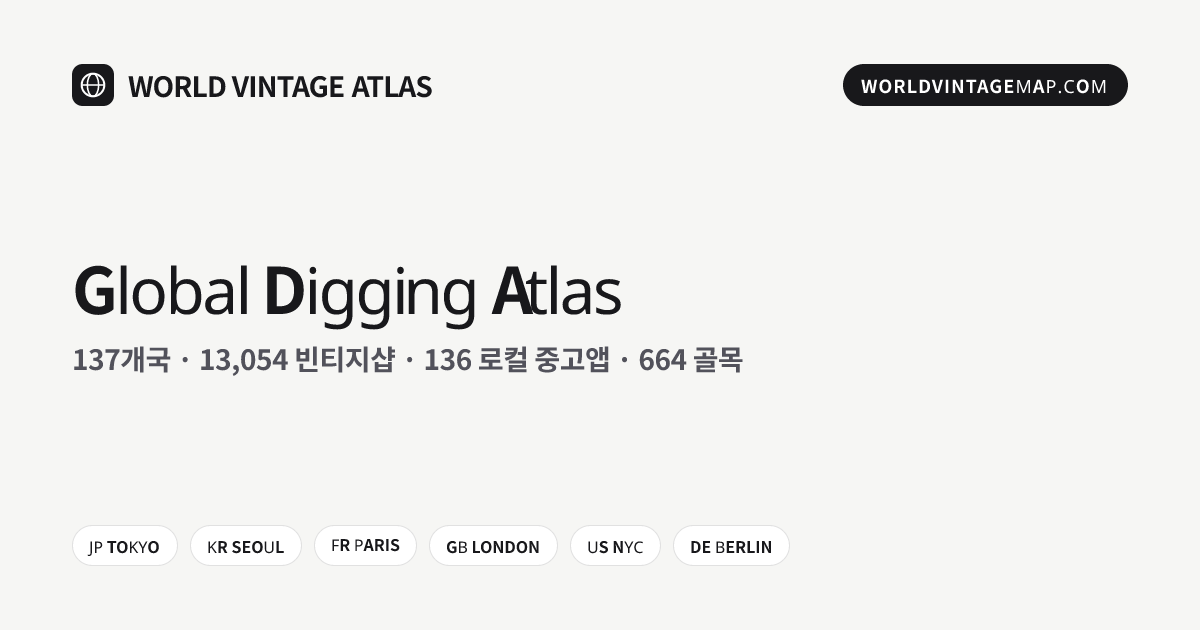 WORLD VINTAGE ATLAS
WORLDVINTAGEMAP.COM
Global Digging Atlas
137개국 · 13,054 빈티지샵 · 136 로컬 중고앱 · 664 골목
JP TOKYO
KR SEOUL
FR PARIS
GB LONDON
US NYC
DE BERLIN